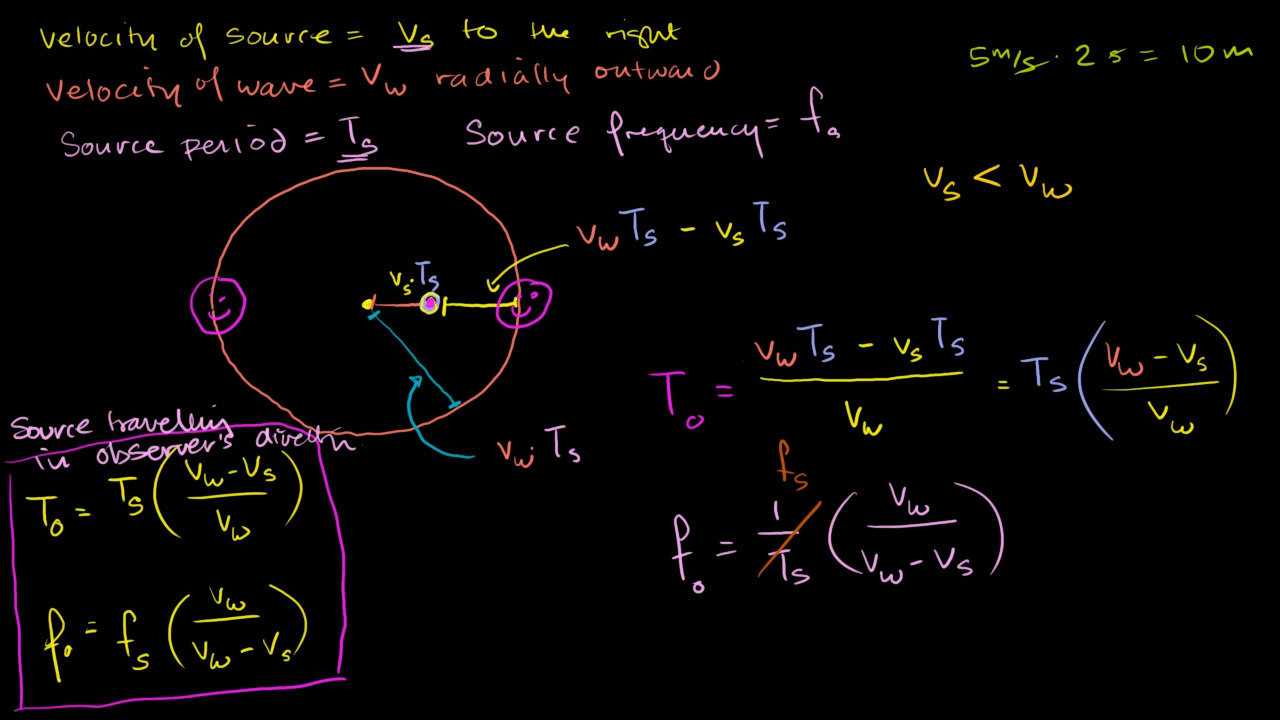 velocity of source = Vs to the right
5 m/s · 2 s = 10 m
velocity of wave = Vw radially outward
Source period = Ts Source frequency = fs
vs < vw
vwTs - vsTs
vs·Ts
To = (vwTs - vsTs) / vw = Ts ((vw - vs) / vw)
Source travelling
in observer's direction
vw· Ts
To = Ts ((vw - vs) / vw)
fs
fo = 1/Ts (vw / (vw - vs))
fo = fs (vw / (vw - vs))